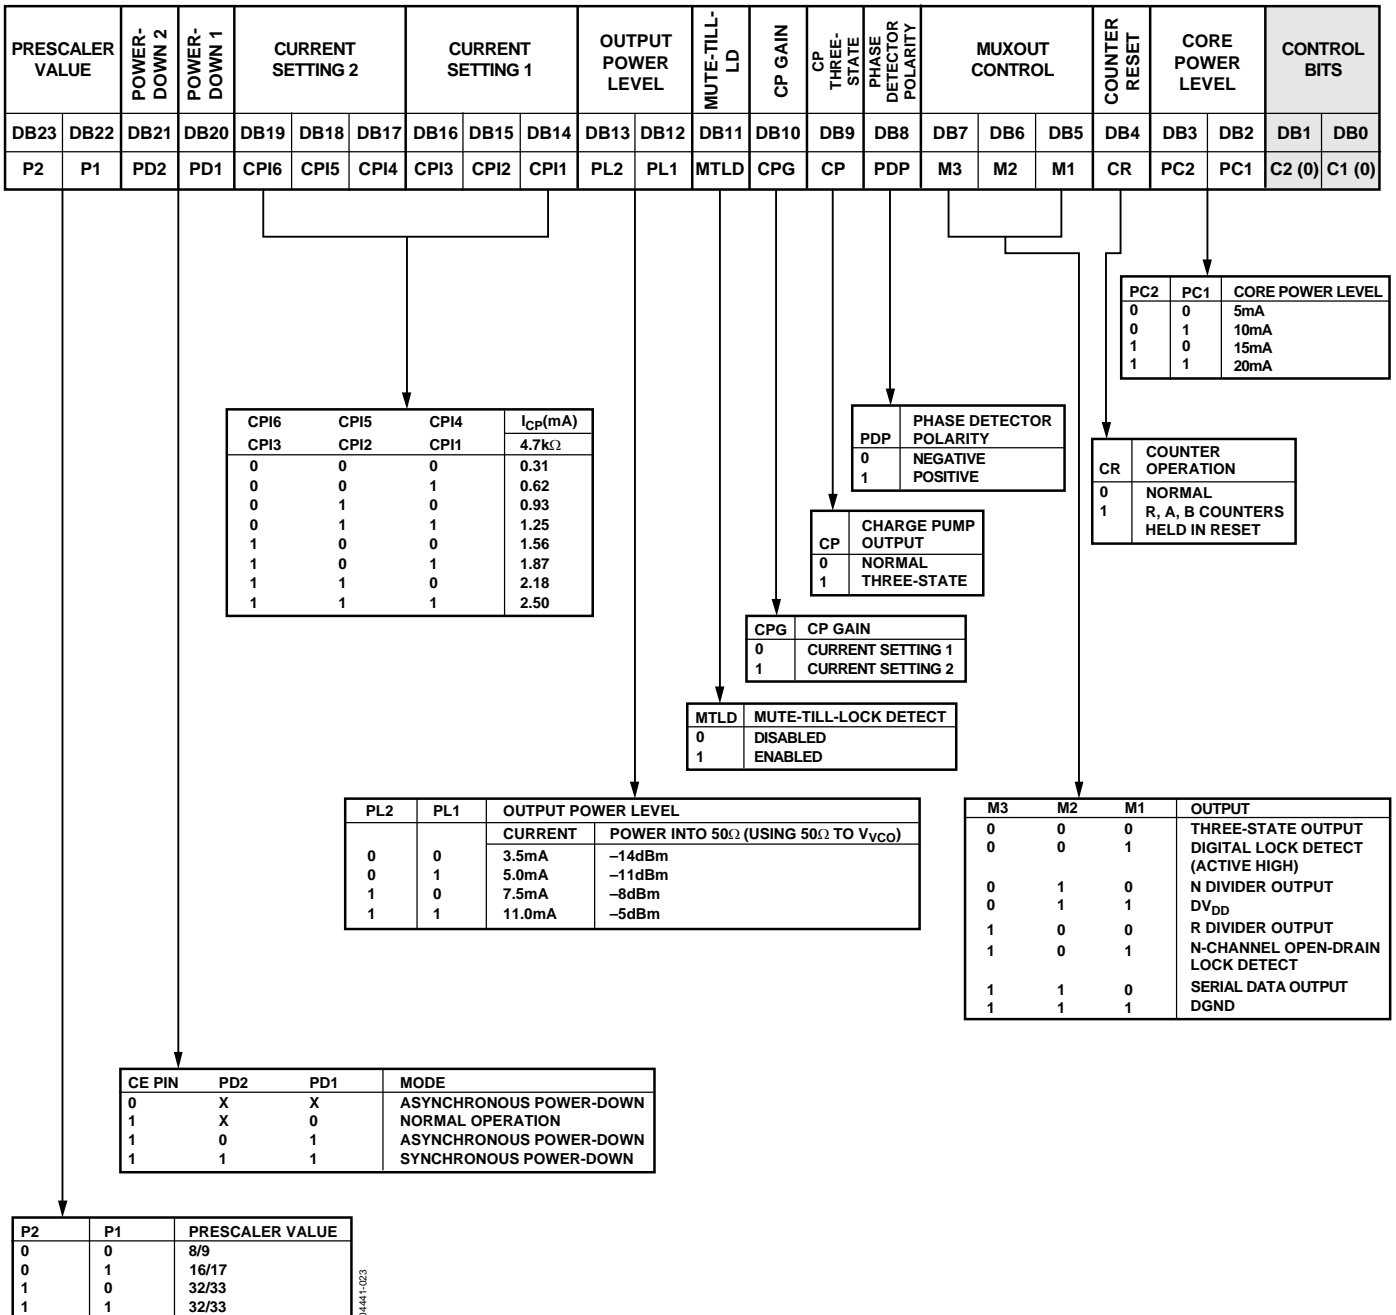 PRESCALER VALUE
POWER-DOWN 2
POWER-DOWN 1
CURRENT SETTING 2
CURRENT SETTING 1
OUTPUT POWER LEVEL
MUTE-TILL-LD
CP GAIN
CP THREE-STATE
PHASE DETECTOR POLARITY
MUXOUT CONTROL
COUNTER RESET
CORE POWER LEVEL
CONTROL BITS
DB23 DB22 DB21 DB20 DB19 DB18 DB17 DB16 DB15 DB14 DB13 DB12 DB11 DB10 DB9 DB8 DB7 DB6 DB5 DB4 DB3 DB2 DB1 DB0
P2 P1 PD2 PD1 CPI6 CPI5 CPI4 CPI3 CPI2 CPI1 PL2 PL1 MTLD CPG CP PDP M3 M2 M1 CR PC2 PC1 C2 (0) C1 (0)
PC2 PC1 CORE POWER LEVEL
0 0 5mA
0 1 10mA
1 0 15mA
1 1 20mA
CPI6 CPI5 CPI4 ICP(mA)
CPI3 CPI2 CPI1 4.7kΩ
0 0 0 0.31
0 0 1 0.62
0 1 0 0.93
0 1 1 1.25
1 0 0 1.56
1 0 1 1.87
1 1 0 2.18
1 1 1 2.50
PDP PHASE DETECTOR POLARITY
0 NEGATIVE
1 POSITIVE
CR COUNTER OPERATION
0 NORMAL
1 R, A, B COUNTERS
HELD IN RESET
CP CHARGE PUMP OUTPUT
0 NORMAL
1 THREE-STATE
CPG CP GAIN
0 CURRENT SETTING 1
1 CURRENT SETTING 2
MTLD MUTE-TILL-LOCK DETECT
0 DISABLED
1 ENABLED
PL2 PL1 OUTPUT POWER LEVEL
CURRENT POWER INTO 50Ω (USING 50Ω TO VVCO)
0 0 3.5mA –14dBm
0 1 5.0mA –11dBm
1 0 7.5mA –8dBm
1 1 11.0mA –5dBm
M3 M2 M1 OUTPUT
0 0 0 THREE-STATE OUTPUT
0 0 1 DIGITAL LOCK DETECT
(ACTIVE HIGH)
0 1 0 N DIVIDER OUTPUT
0 1 1 DVDD
1 0 0 R DIVIDER OUTPUT
1 0 1 N-CHANNEL OPEN-DRAIN
LOCK DETECT
1 1 0 SERIAL DATA OUTPUT
1 1 1 DGND
CE PIN PD2 PD1 MODE
0 X X ASYNCHRONOUS POWER-DOWN
1 X 0 NORMAL OPERATION
1 0 1 ASYNCHRONOUS POWER-DOWN
1 1 1 SYNCHRONOUS POWER-DOWN
P2 P1 PRESCALER VALUE
0 0 8/9
0 1 16/17
1 0 32/33
1 1 32/33
04441-023